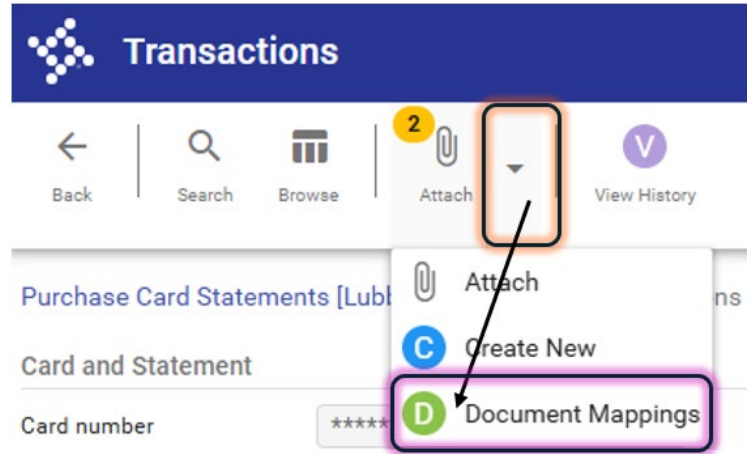 Transactions
2
V
Back Search Browse Attach View History
Attach
Purchase Card Statements [Lubb ns
C Create New
Card and Statement
D Document Mappings
Card number *****